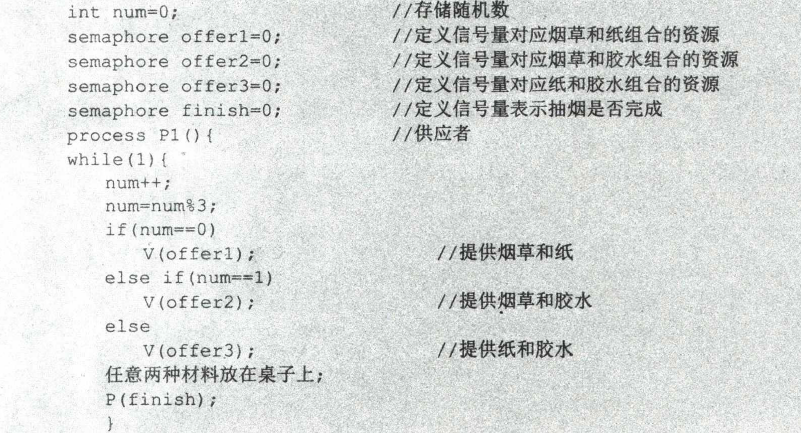 int num=0; //存储随机数
semaphore offer1=0; //定义信号量对应烟草和纸组合的资源
semaphore offer2=0; //定义信号量对应烟草和胶水组合的资源
semaphore offer3=0; //定义信号量对应纸和胶水组合的资源
semaphore finish=0; //定义信号量表示抽烟是否完成
process P1(){ //供应者
while(1){
num++;
num=num%3;
if(num==0)
V(offer1); //提供烟草和纸
else if(num==1)
V(offer2); //提供烟草和胶水
else
V(offer3); //提供纸和胶水
任意两种材料放在桌子上;
P(finish);
}